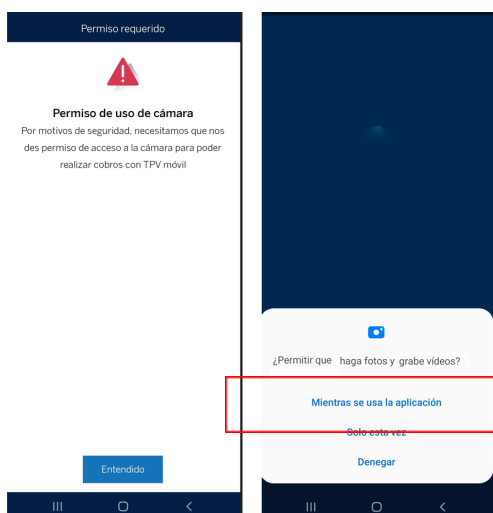 Permiso requerido
Permiso de uso de cámara
Por motivos de seguridad, necesitamos que nos
des permiso de acceso a la cámara para poder
realizar cobros con TPV móvil
Entendido
¿Permitir que haga fotos y grabe vídeos?
Mientras se usa la aplicación
Solo esta vez
Denegar